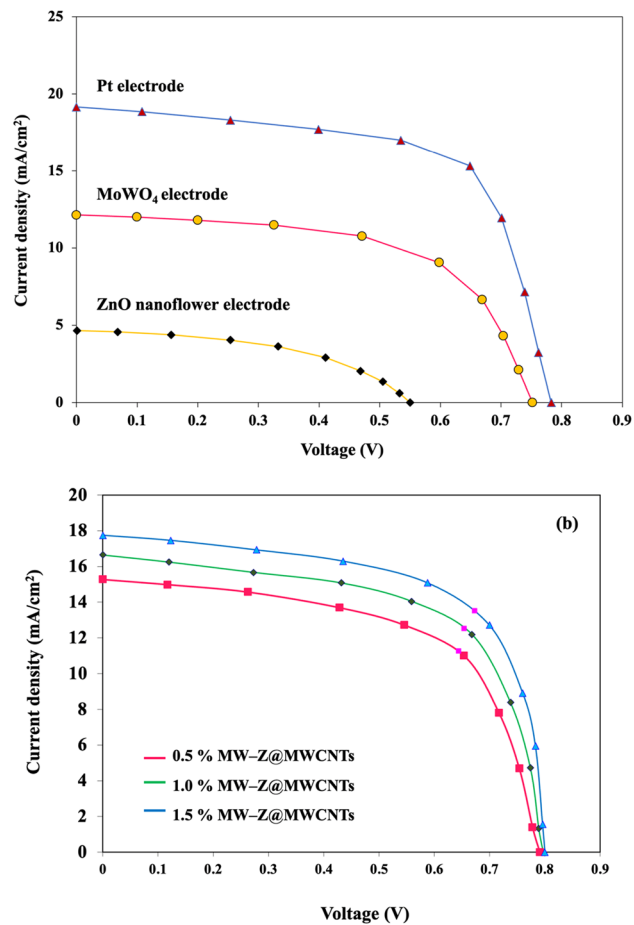 25
20
15
10
5
0
Current density (mA/cm²)
Pt electrode
MoWO₄ electrode
ZnO nanoflower electrode
0 0.1 0.2 0.3 0.4 0.5 0.6 0.7 0.8 0.9
Voltage (V)
(b)
20
18
16
14
12
10
8
6
4
2
0
Current density (mA/cm²)
0.5 % MW–Z@MWCNTs
1.0 % MW–Z@MWCNTs
1.5 % MW–Z@MWCNTs
0 0.1 0.2 0.3 0.4 0.5 0.6 0.7 0.8 0.9
Voltage (V)